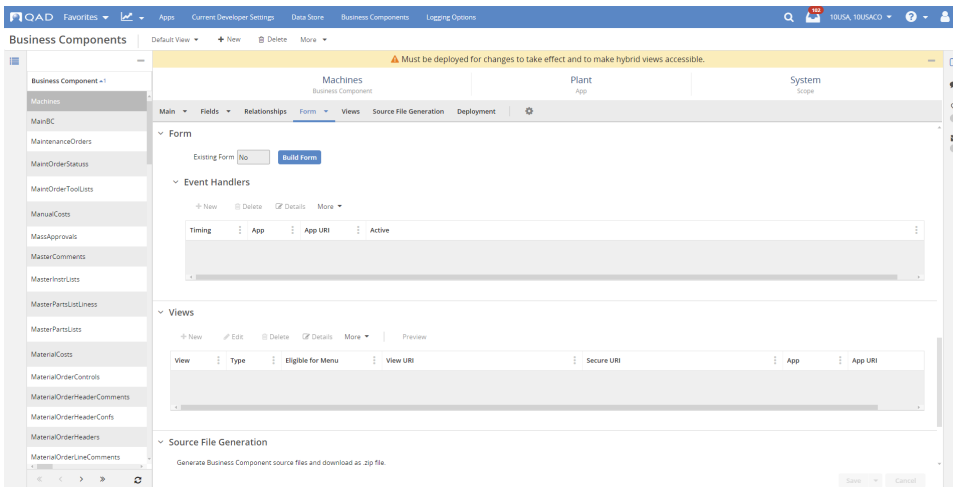 QAD Favorites Apps Current Developer Settings Data Store Business Components Logging Options 102 10USA, 10USACO
Business Components Default View + New Delete More
Must be deployed for changes to take effect and to make hybrid views accessible.
Business Component 1
Machines
MainBC
MaintenanceOrders
MaintOrderStatuss
MaintOrderToolLists
ManualCosts
MassApprovals
MasterComments
MasterInstrLists
MasterPartsListLiness
MasterPartsLists
MaterialCosts
MaterialOrderControls
MaterialOrderHeaderComments
MaterialOrderHeaderConfs
MaterialOrderHeaders
MaterialOrderLineComments
Machines Plant System
Business Component App Scope
Main Fields Relationships Form Views Source File Generation Deployment
Form
Existing Form No Build Form
Event Handlers
+ New Delete Details More
Timing App App URI Active
Views
+ New Edit Delete Details More Preview
View Type Eligible for Menu View URI Secure URI App App URI
Source File Generation
Generate Business Component source files and download as .zip file.
Save Cancel